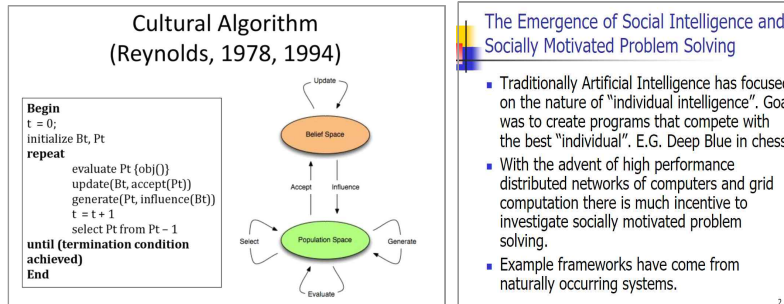 Cultural Algorithm
(Reynolds, 1978, 1994)
Begin
t = 0;
initialize Bt, Pt
repeat
evaluate Pt {obj()}
update(Bt, accept(Pt))
generate(Pt, influence(Bt))
t = t + 1
select Pt from Pt – 1
until (termination condition
achieved)
End
Update
Belief Space
Accept
Influence
Select
Population Space
Generate
Evaluate
The Emergence of Social Intelligence and
Socially Motivated Problem Solving
Traditionally Artificial Intelligence has focused
on the nature of “individual intelligence”. Goa
was to create programs that compete with
the best “individual”. E.G. Deep Blue in chess
With the advent of high performance
distributed networks of computers and grid
computation there is much incentive to
investigate socially motivated problem
solving.
Example frameworks have come from
naturally occurring systems.
2